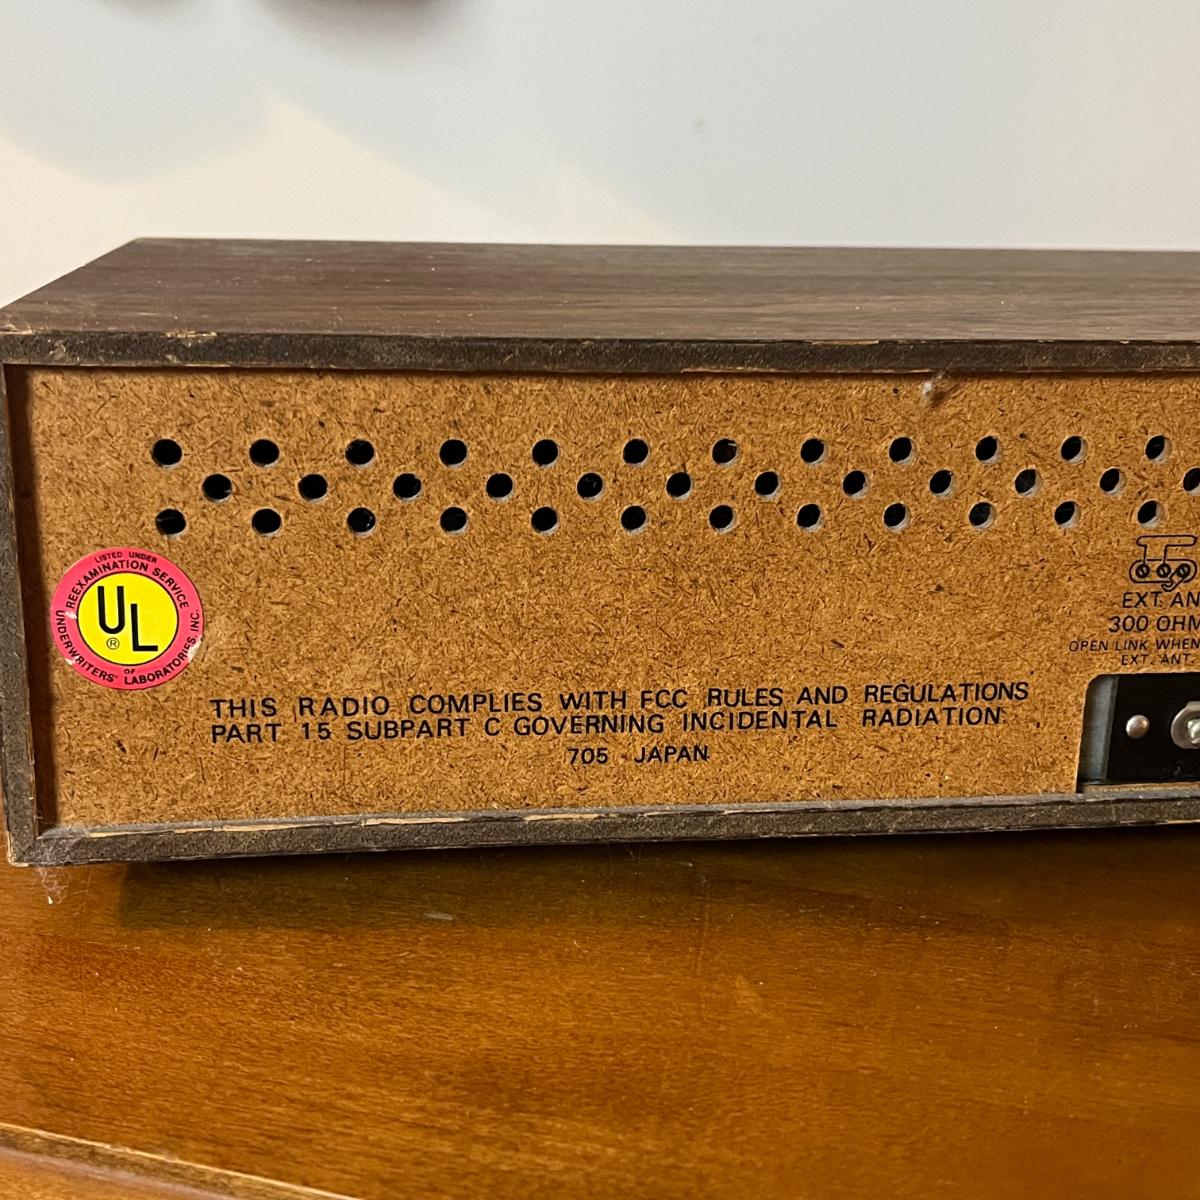 LISTED UNDER
REEXAMINATION SERVICE
UL
®
OF
UNDERWRITERS' LABORATORIES, INC.
EXT. AN
300 OHM
OPEN LINK WHEN
EXT. ANT.
THIS RADIO COMPLIES WITH FCC RULES AND REGULATIONS
PART 15 SUBPART C GOVERNING INCIDENTAL RADIATION.
705 · JAPAN